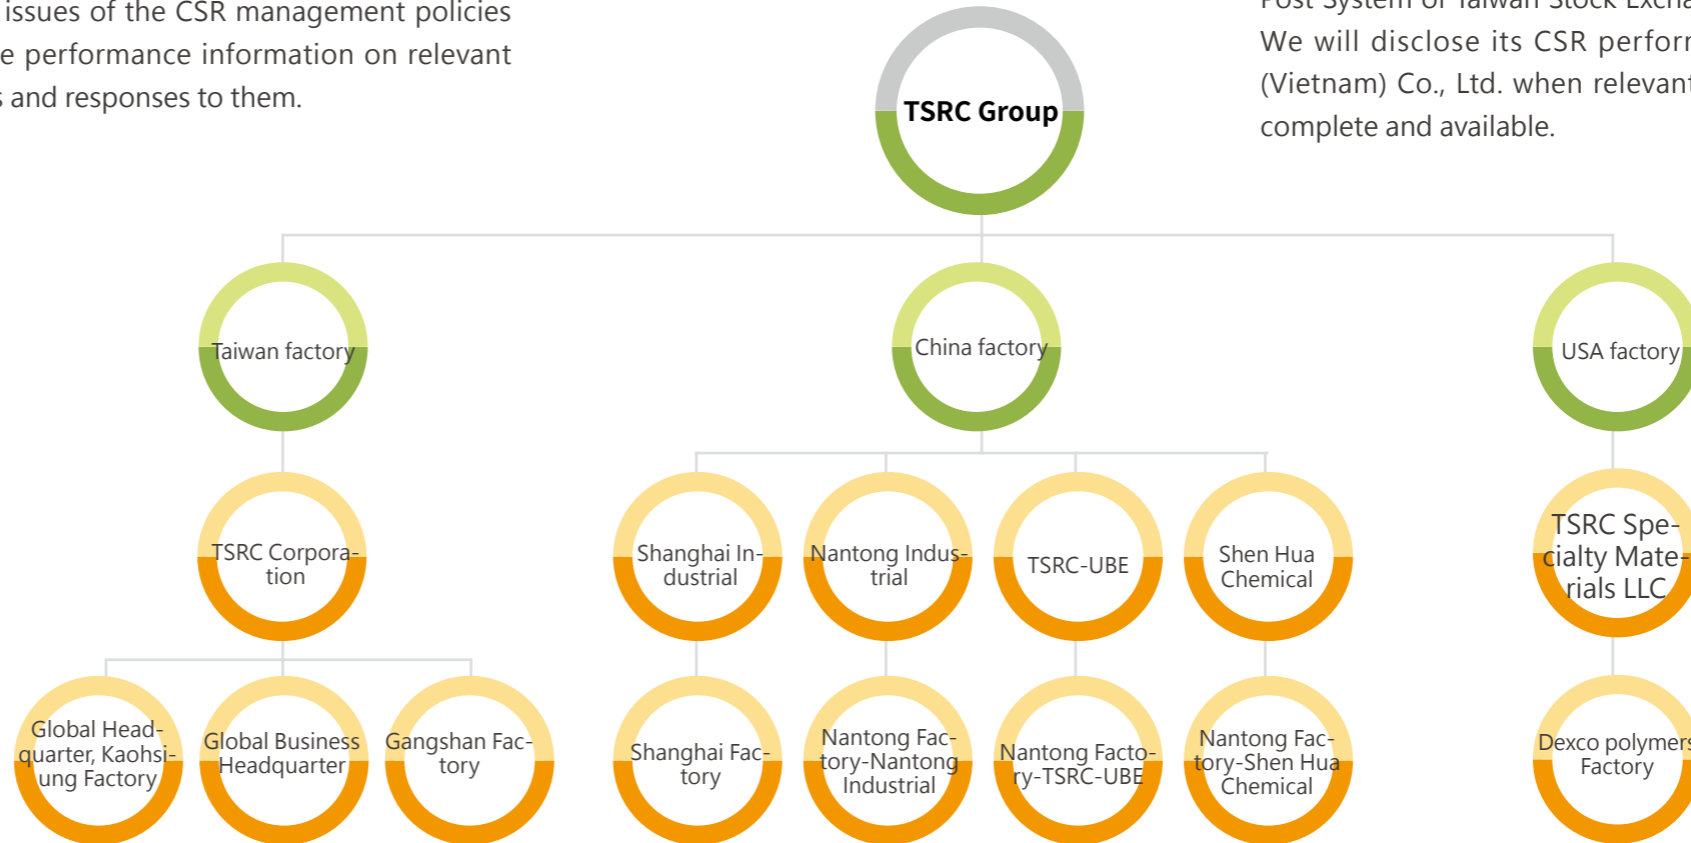 issues of the CSR management policies
e performance information on relevant
s and responses to them.
We will disclose its CSR perform
(Vietnam) Co., Ltd. when relevant
complete and available.
TSRC Group
Taiwan factory
China factory
USA factory
TSRC Corpora-
tion
Shanghai In-
dustrial
Nantong Indus-
trial
TSRC-UBE
Shen Hua
Chemical
TSRC Spe-
cialty Mate-
rials LLC
Global Head-
quarter, Kaohsi-
ung Factory
Global Business
Headquarter
Gangshan Fac-
tory
Shanghai Fac-
tory
Nantong Fac-
tory-Nantong
Industrial
Nantong Facto-
ry-TSRC-UBE
Nantong Fac-
tory-Shen Hua
Chemical
Dexco polymers
Factory